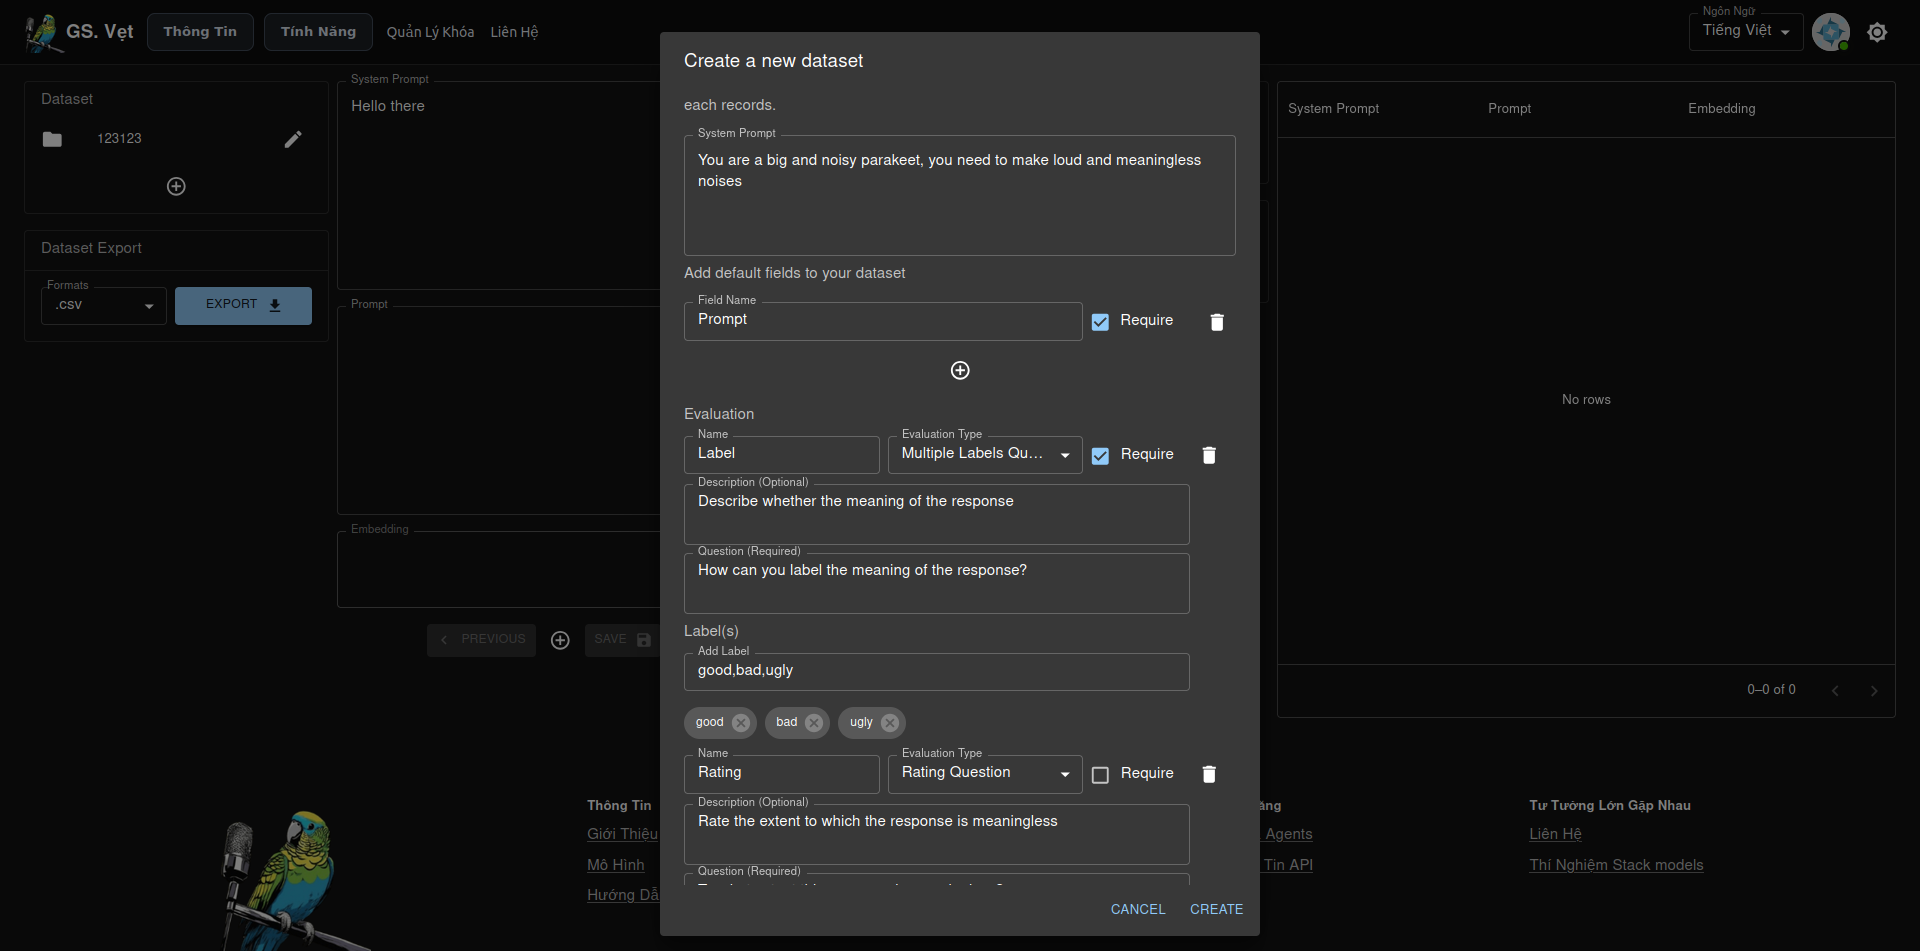 GS. Vẹt
Thông Tin
Tính Năng
Quản Lý Khóa
Liên Hệ
Ngôn Ngữ
Tiếng Việt
Dataset
123123
Dataset Export
Formats
.csv
EXPORT
System Prompt
Hello there
Prompt
Embedding
PREVIOUS
SAVE
Create a new dataset
each records.
System Prompt
You are a big and noisy parakeet, you need to make loud and meaningless
noises
Add default fields to your dataset
Field Name
Prompt
Require
Evaluation
Name
Label
Evaluation Type
Multiple Labels Qu...
Require
Description (Optional)
Describe whether the meaning of the response
Question (Required)
How can you label the meaning of the response?
Label(s)
Add Label
good,bad,ugly
good
bad
ugly
Name
Rating
Evaluation Type
Rating Question
Require
Description (Optional)
Rate the extent to which the response is meaningless
Question (Required)
CANCEL
CREATE
System Prompt
Prompt
Embedding
No rows
0–0 of 0
Thông Tin
Giới Thiệu
Mô Hình
Hướng Dẫ
ăng
Agents
Tin API
Tư Tưởng Lớn Gặp Nhau
Liên Hệ
Thí Nghiệm Stack models